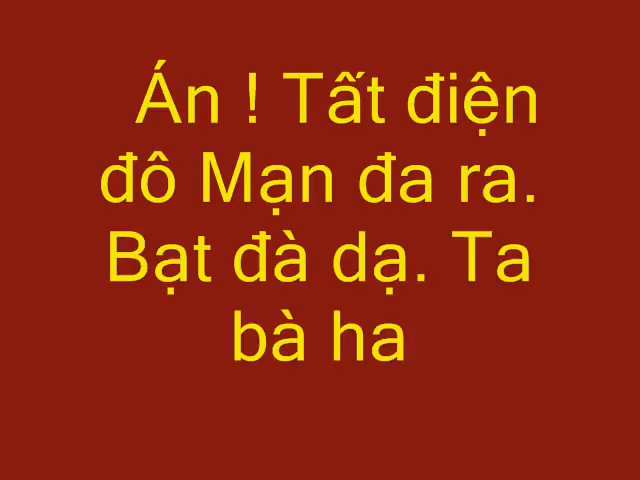 Án ! Tất điện
đô Mạn đa ra.
Bạt đà dạ. Ta
bà ha